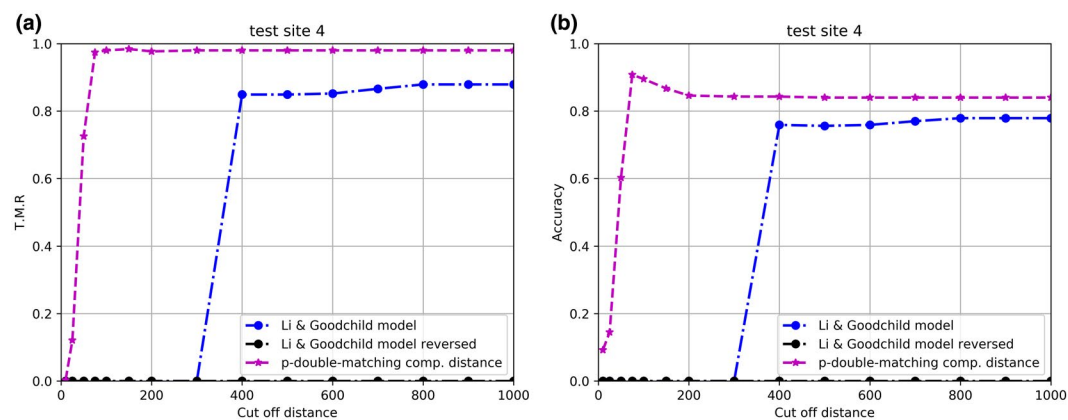 (a)
test site 4
1.0
0.8
0.6
0.4
0.2
0.0
T.M.R
0
200
400
600
800
1000
Cut off distance
Li & Goodchild model
Li & Goodchild model reversed
p-double-matching comp. distance
(b)
test site 4
1.0
0.8
0.6
0.4
0.2
0.0
Accuracy
0
200
400
600
800
1000
Cut off distance
Li & Goodchild model
Li & Goodchild model reversed
p-double-matching comp. distance